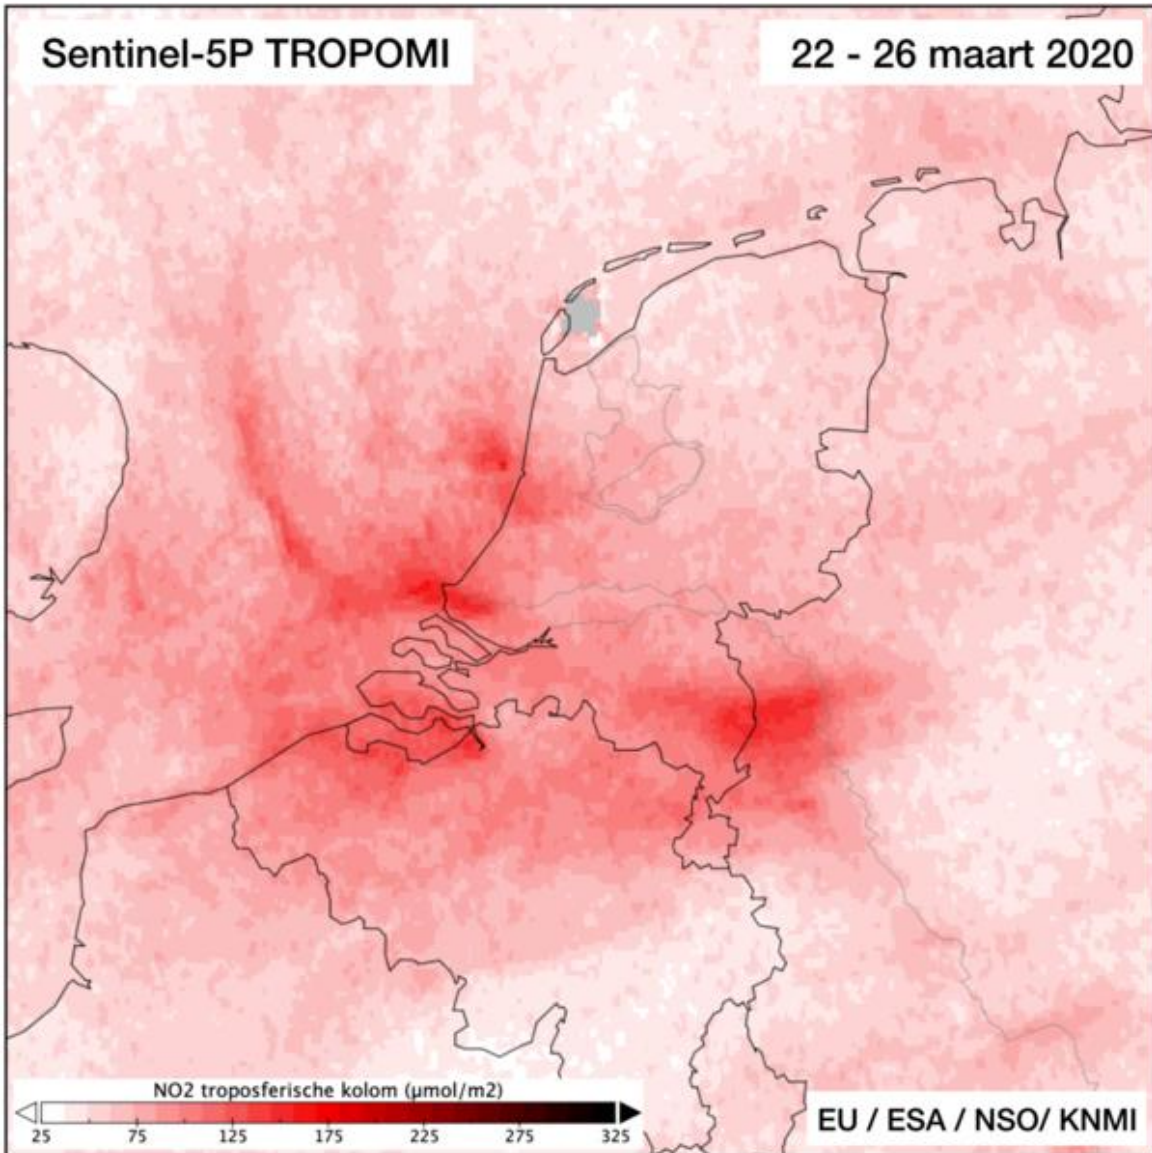 Sentinel-5P TROPOMI
22 - 26 maart 2020
NO2 troposferische kolom (μmol/m2)
25 75 125 175 225 275 325
EU / ESA / NSO/ KNMI